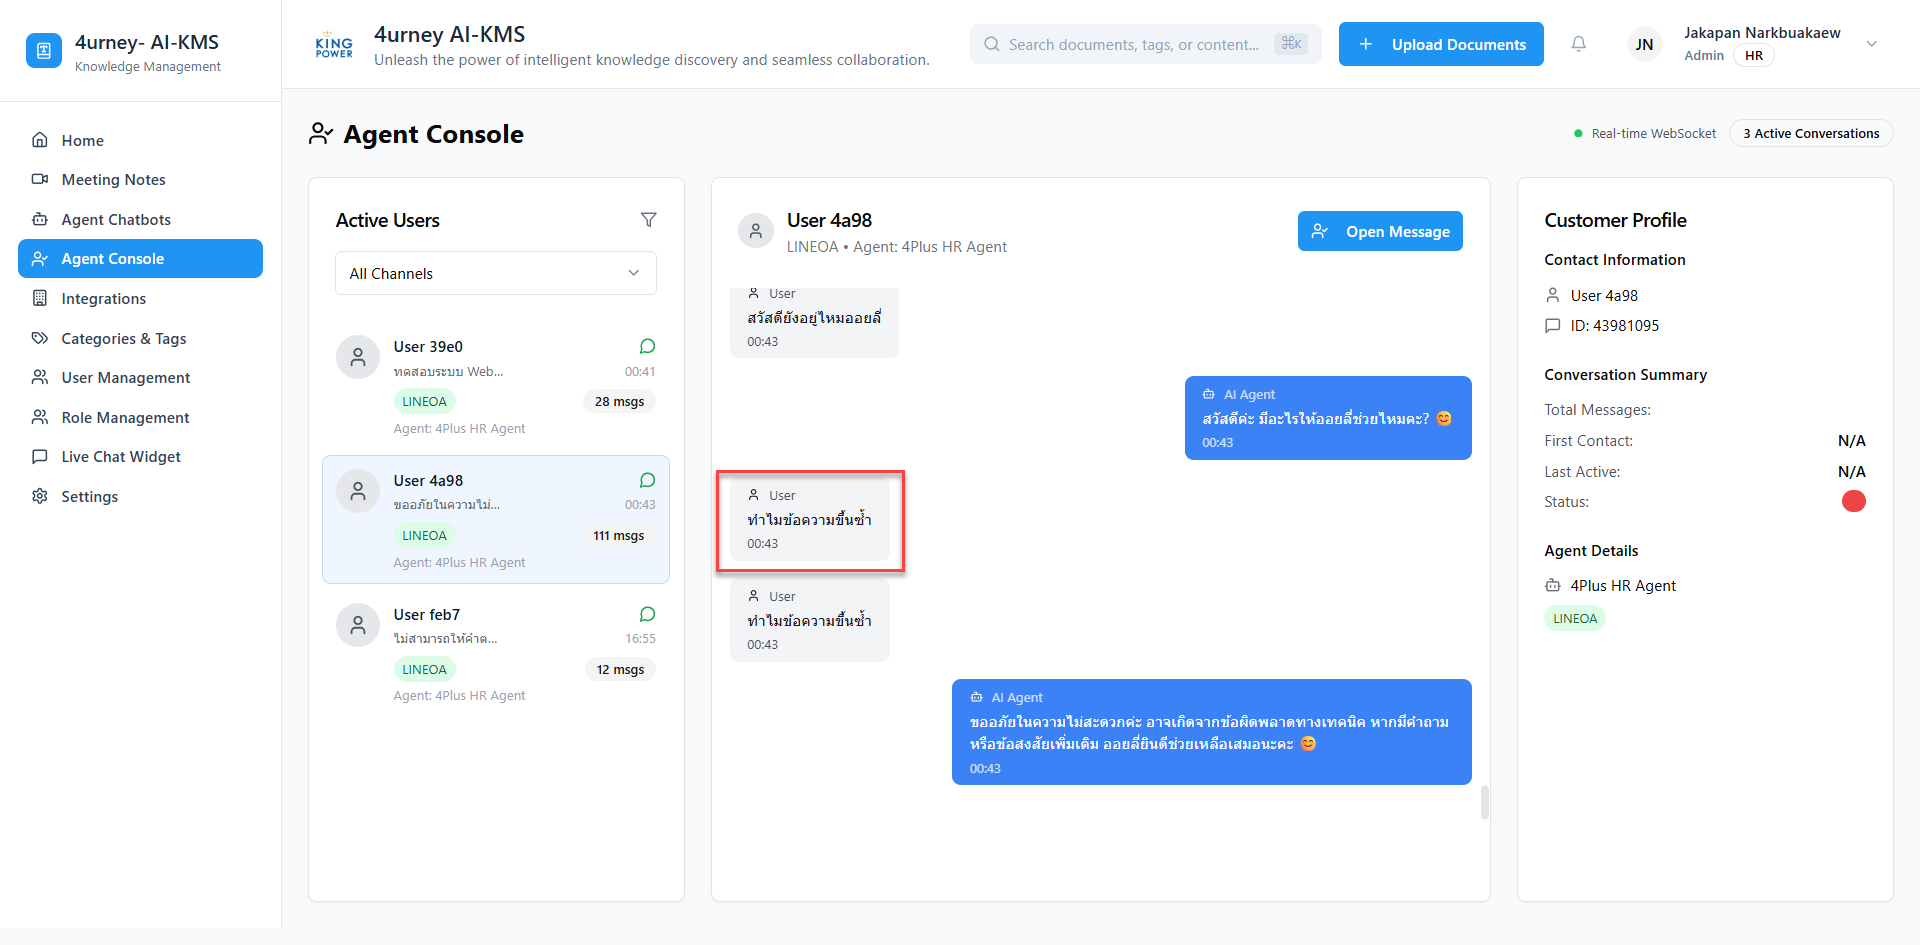 4urney- AI-KMS
Knowledge Management
Home
Meeting Notes
Agent Chatbots
Agent Console
Integrations
Categories & Tags
User Management
Role Management
Live Chat Widget
Settings
KING
POWER
4urney AI-KMS
Unleash the power of intelligent knowledge discovery and seamless collaboration.
Search documents, tags, or content...
⌘K
Upload Documents
JN
Jakapan Narkbuakaew
Admin
HR
Agent Console
Real-time WebSocket
3 Active Conversations
Active Users
All Channels
User 39e0
ทดสอบระบบ Web...
00:41
LINEOA
28 msgs
Agent: 4Plus HR Agent
User 4a98
ขออภัยในความไม่...
00:43
LINEOA
111 msgs
Agent: 4Plus HR Agent
User feb7
ไม่สามารถให้คำต...
16:55
LINEOA
12 msgs
Agent: 4Plus HR Agent
User 4a98
LINEOA • Agent: 4Plus HR Agent
Open Message
User
สวัสดียังอยู่ไหมออยลี่
00:43
AI Agent
สวัสดีค่ะ มีอะไรให้ออยลี่ช่วยไหมคะ? 😊
00:43
User
ทำไมข้อความขึ้นซ้ำ
00:43
User
ทำไมข้อความขึ้นซ้ำ
00:43
AI Agent
ขออภัยในความไม่สะดวกค่ะ อาจเกิดจากข้อผิดพลาดทางเทคนิค หากมีคำถาม
หรือข้อสงสัยเพิ่มเติม ออยลี่ยินดีช่วยเหลือเสมอนะคะ 😊
00:43
Customer Profile
Contact Information
User 4a98
ID: 43981095
Conversation Summary
Total Messages:
First Contact:
N/A
Last Active:
N/A
Status:
Agent Details
4Plus HR Agent
LINEOA